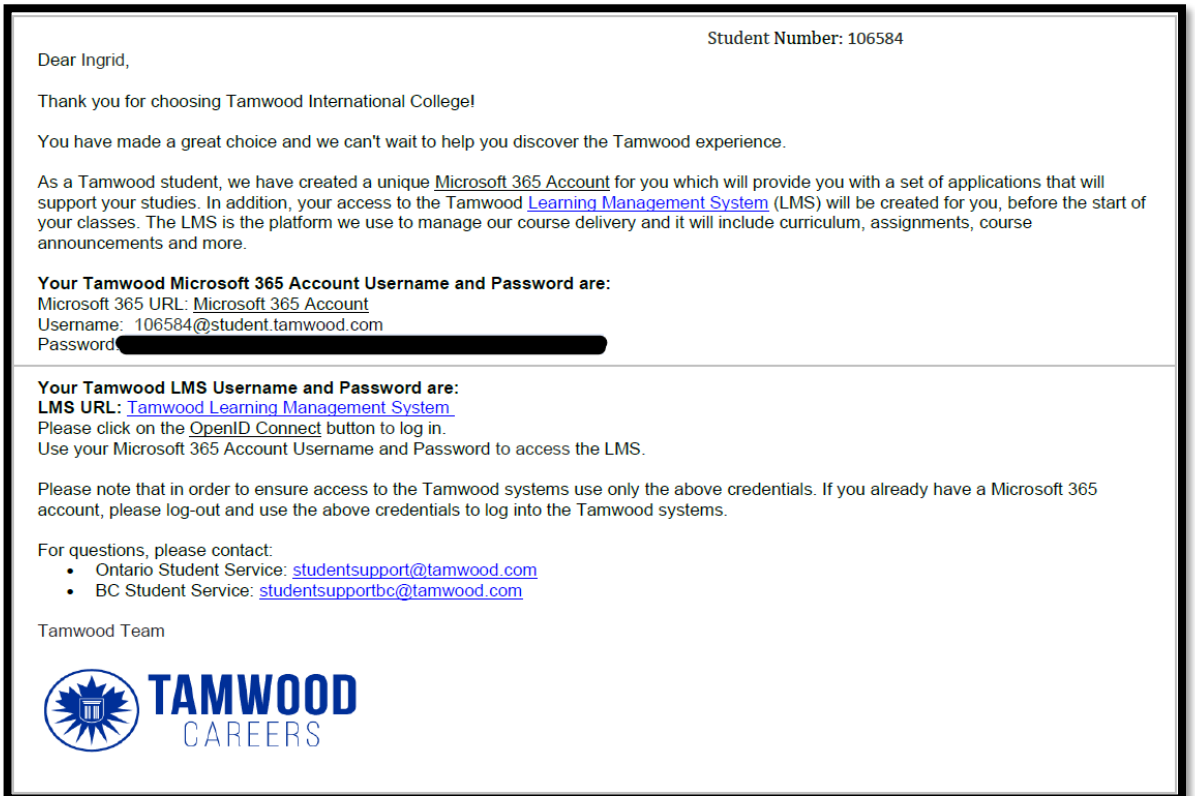 Student Number: 106584
Dear Ingrid,
Thank you for choosing Tamwood International College!
You have made a great choice and we can't wait to help you discover the Tamwood experience.
As a Tamwood student, we have created a unique Microsoft 365 Account for you which will provide you with a set of applications that will
support your studies. In addition, your access to the Tamwood Learning Management System (LMS) will be created for you, before the start of
your classes. The LMS is the platform we use to manage our course delivery and it will include curriculum, assignments, course
announcements and more.
Your Tamwood Microsoft 365 Account Username and Password are:
Microsoft 365 URL: Microsoft 365 Account
Username: 106584@student.tamwood.com
Password:
Your Tamwood LMS Username and Password are:
LMS URL: Tamwood Learning Management System
Please click on the OpenID Connect button to log in.
Use your Microsoft 365 Account Username and Password to access the LMS.
Please note that in order to ensure access to the Tamwood systems use only the above credentials. If you already have a Microsoft 365
account, please log-out and use the above credentials to log into the Tamwood systems.
For questions, please contact:
• Ontario Student Service: studentsupport@tamwood.com
• BC Student Service: studentsupportbc@tamwood.com
Tamwood Team
TAMWOOD
CAREERS